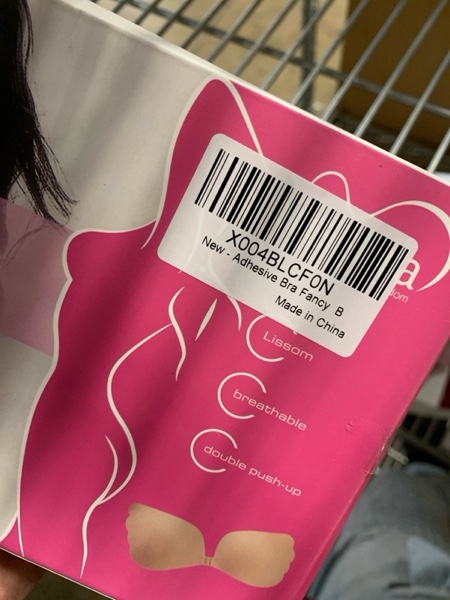 X004BLCF0N
New - Adhesive Bra Fancy B
Made in China
Lissom
breathable
double push-up